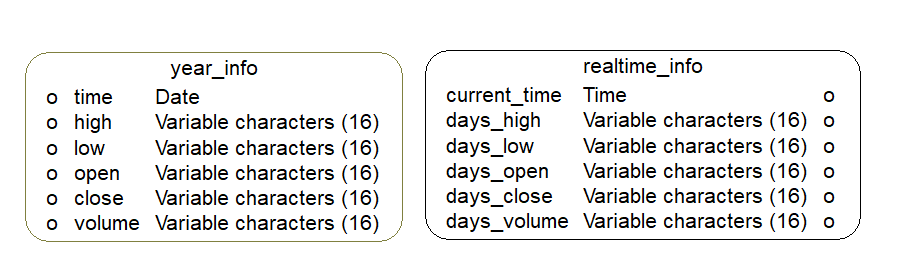 year_info
o time Date
o high Variable characters (16)
o low Variable characters (16)
o open Variable characters (16)
o close Variable characters (16)
o volume Variable characters (16)
realtime_info
current_time Time o
days_high Variable characters (16) o
days_low Variable characters (16) o
days_open Variable characters (16) o
days_close Variable characters (16) o
days_volume Variable characters (16) o